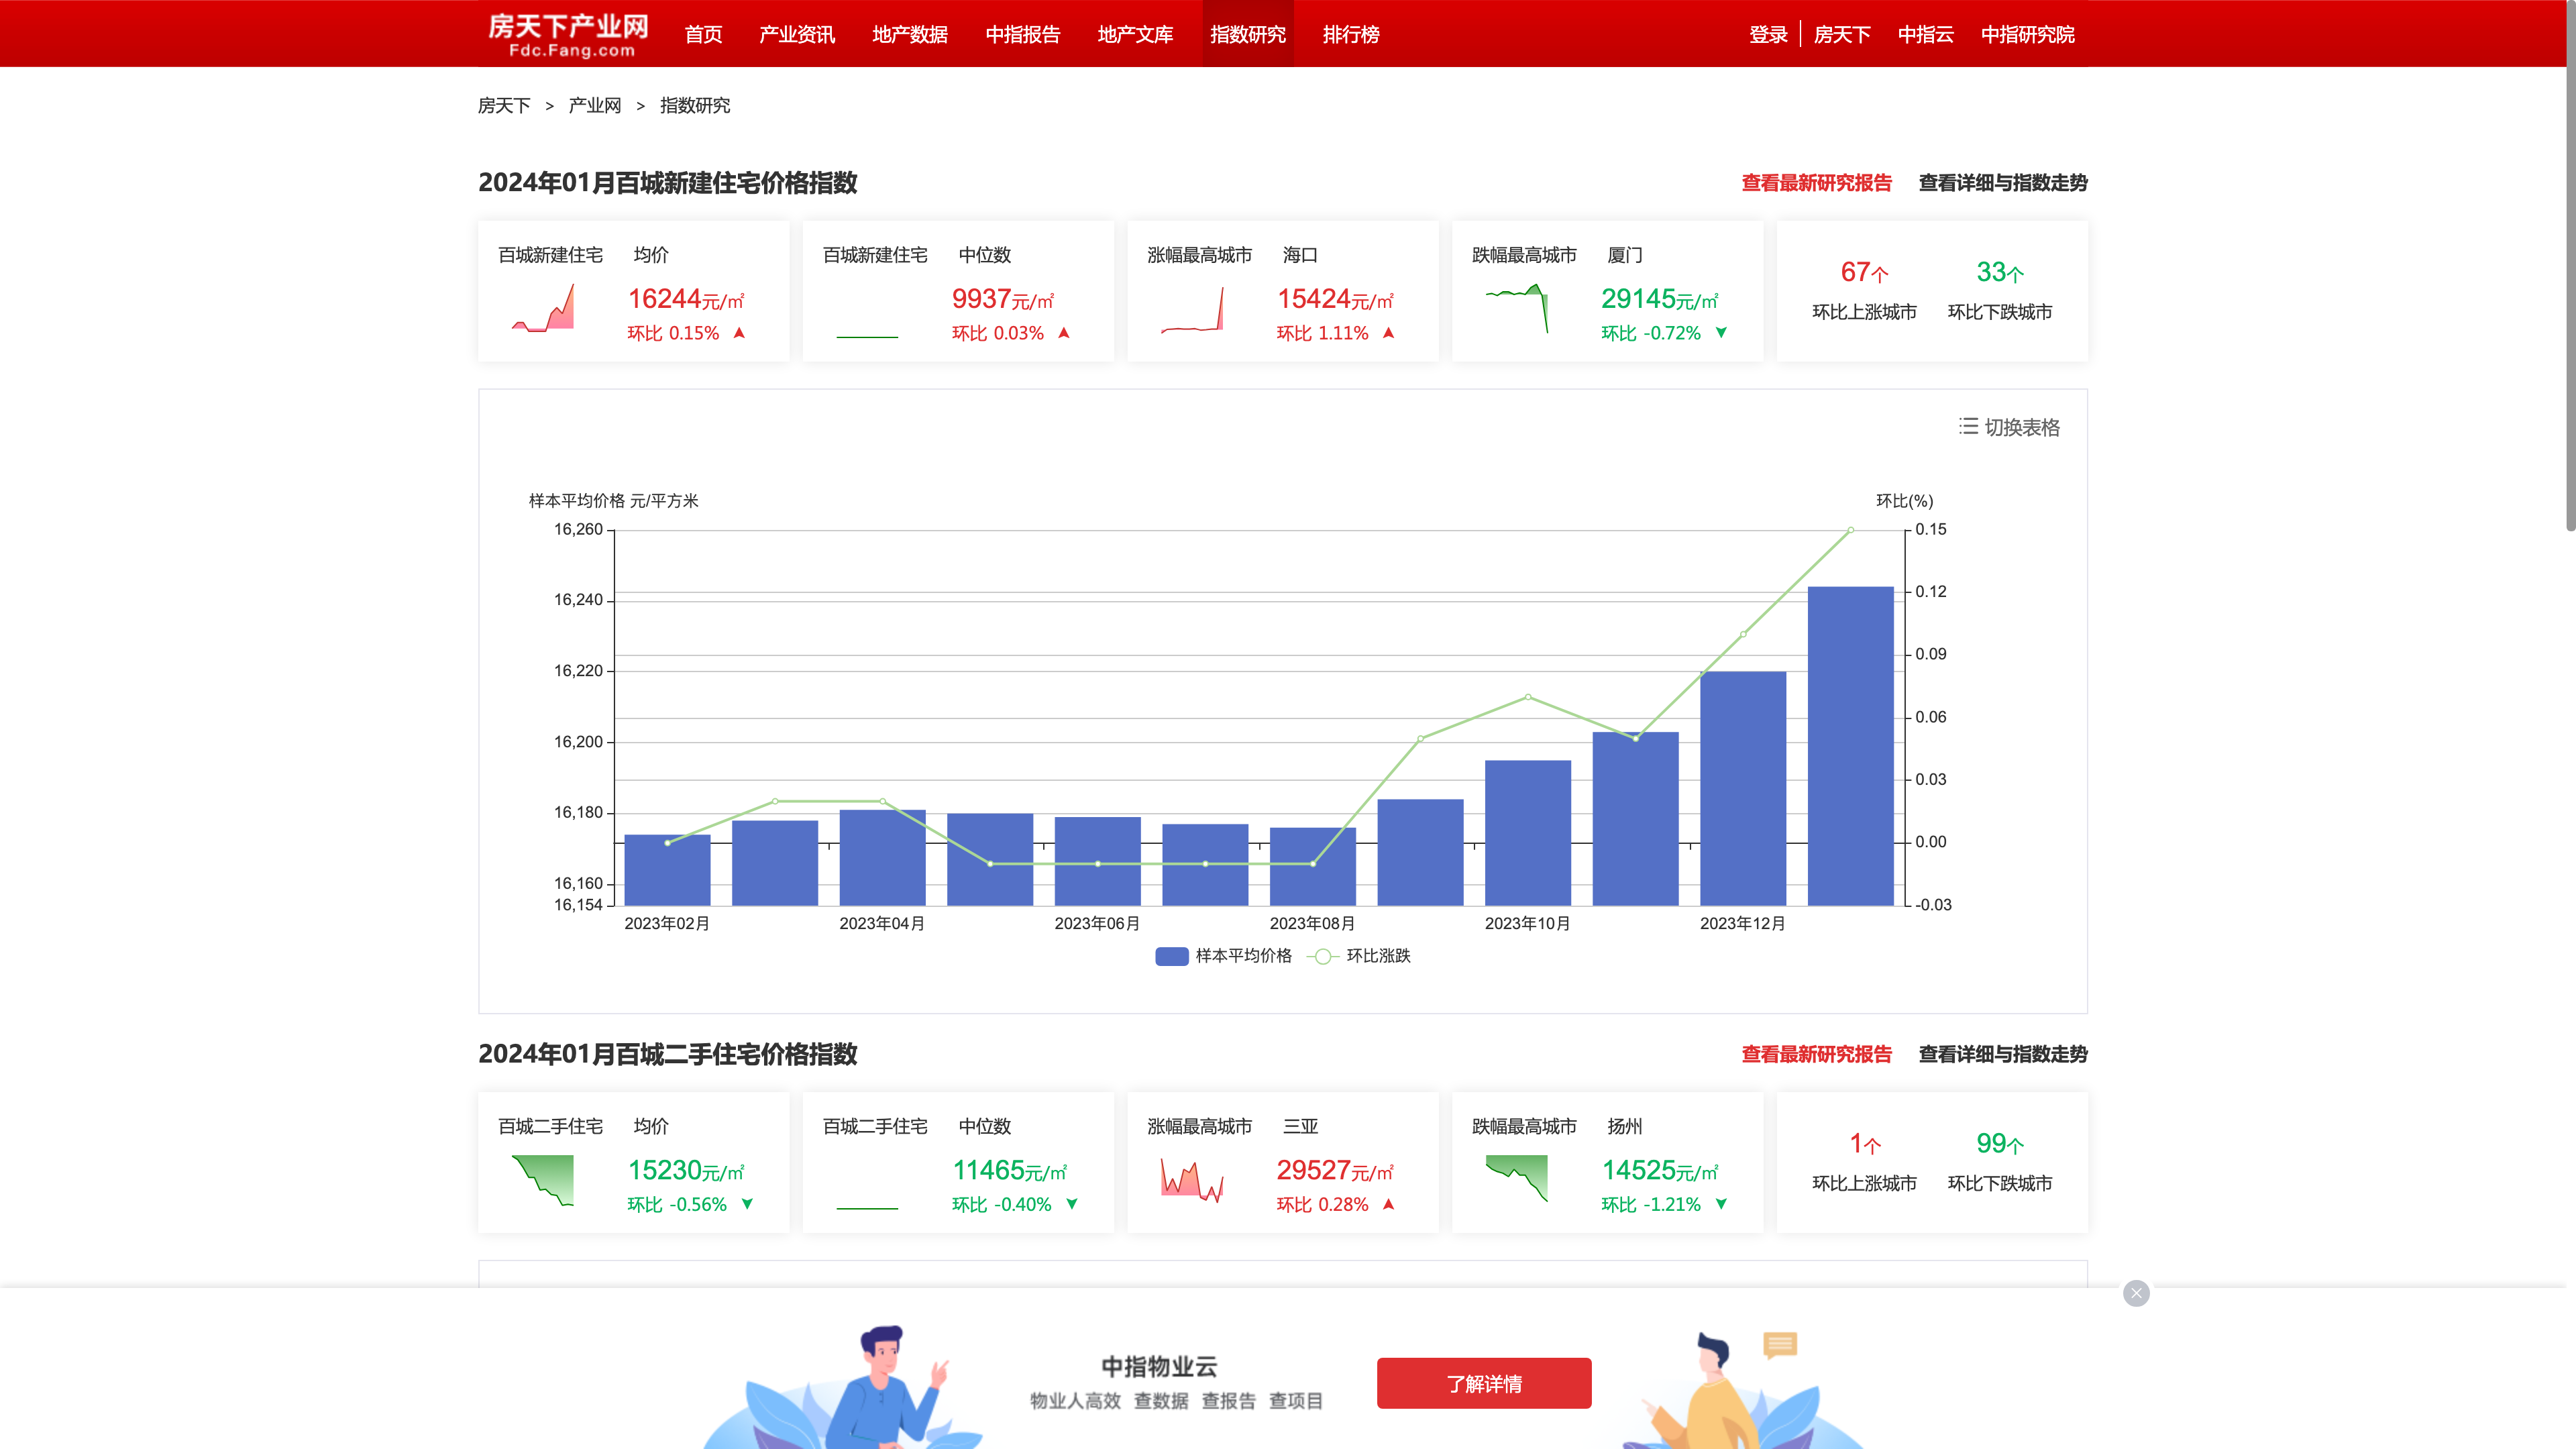 房天下产业网
Fdc.Fang.com
首页 产业资讯 地产数据 中指报告 地产文库 指数研究 排行榜
登录 房天下 中指云 中指研究院
房天下 > 产业网 > 指数研究
2024年01月百城新建住宅价格指数
查看最新研究报告 查看详细与指数走势
百城新建住宅 均价
16244元/㎡
环比 0.15%
百城新建住宅 中位数
9937元/㎡
环比 0.03%
涨幅最高城市 海口
15424元/㎡
环比 1.11%
跌幅最高城市 厦门
29145元/㎡
环比 -0.72%
67个 33个
环比上涨城市 环比下跌城市
切换表格
样本平均价格 元/平方米
环比(%)
16,260
16,240
16,220
16,200
16,180
16,160
16,154
0.15
0.12
0.09
0.06
0.03
0.00
-0.03
2023年02月 2023年04月 2023年06月 2023年08月 2023年10月 2023年12月
样本平均价格 环比涨跌
2024年01月百城二手住宅价格指数
查看最新研究报告 查看详细与指数走势
百城二手住宅 均价
15230元/㎡
环比 -0.56%
百城二手住宅 中位数
11465元/㎡
环比 -0.40%
涨幅最高城市 三亚
29527元/㎡
环比 0.28%
跌幅最高城市 扬州
14525元/㎡
环比 -1.21%
1个 99个
环比上涨城市 环比下跌城市
中指物业云
物业人高效 查数据 查报告 查项目
了解详情